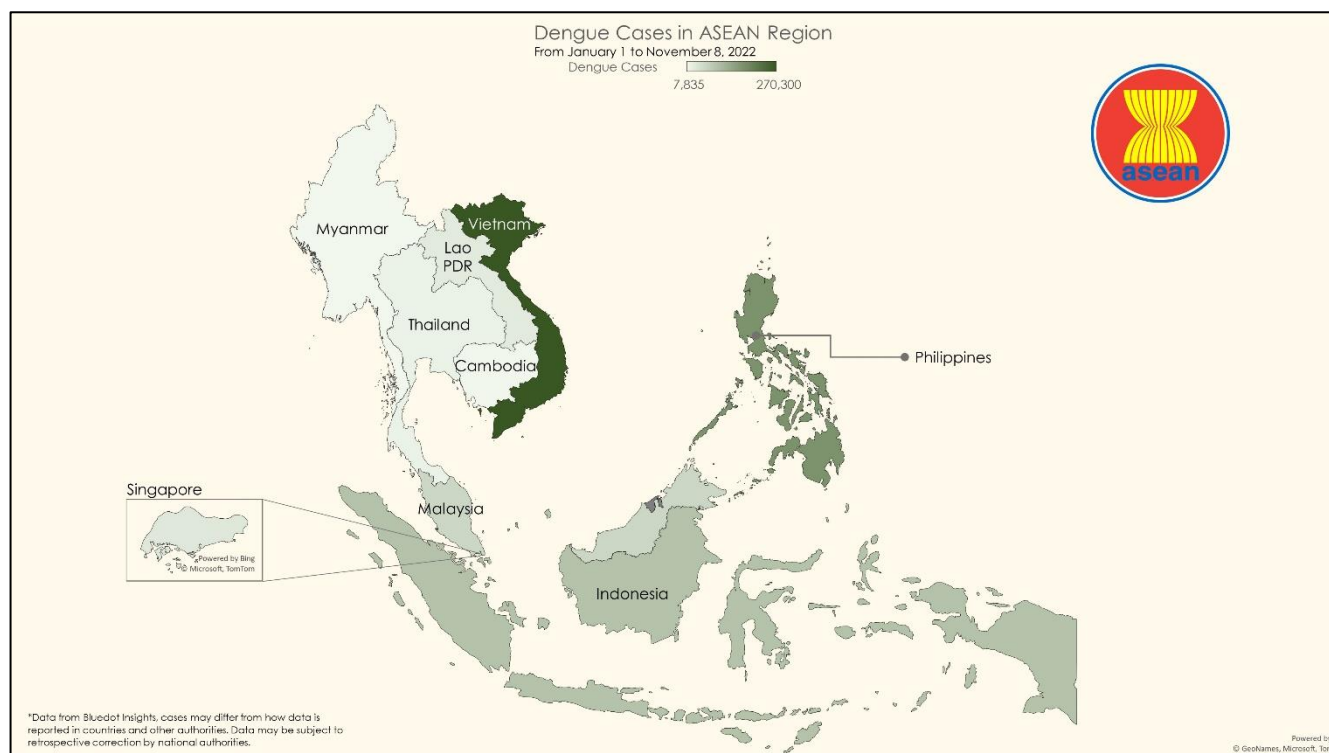 Dengue Cases in ASEAN Region
From January 1 to November 8, 2022
Dengue Cases
7,835 270,300
asean
Myanmar
Vietnam
Lao
PDR
Thailand
Cambodia
Philippines
Singapore
Powered by Bing
© Microsoft, TomTom
Malaysia
Indonesia
*Data from Bluedot Insights, cases may differ from how data is
reported in countries and other authorities. Data may be subject to
retrospective correction by national authorities.
Powered by
© GeoNames, Microsoft, Tom